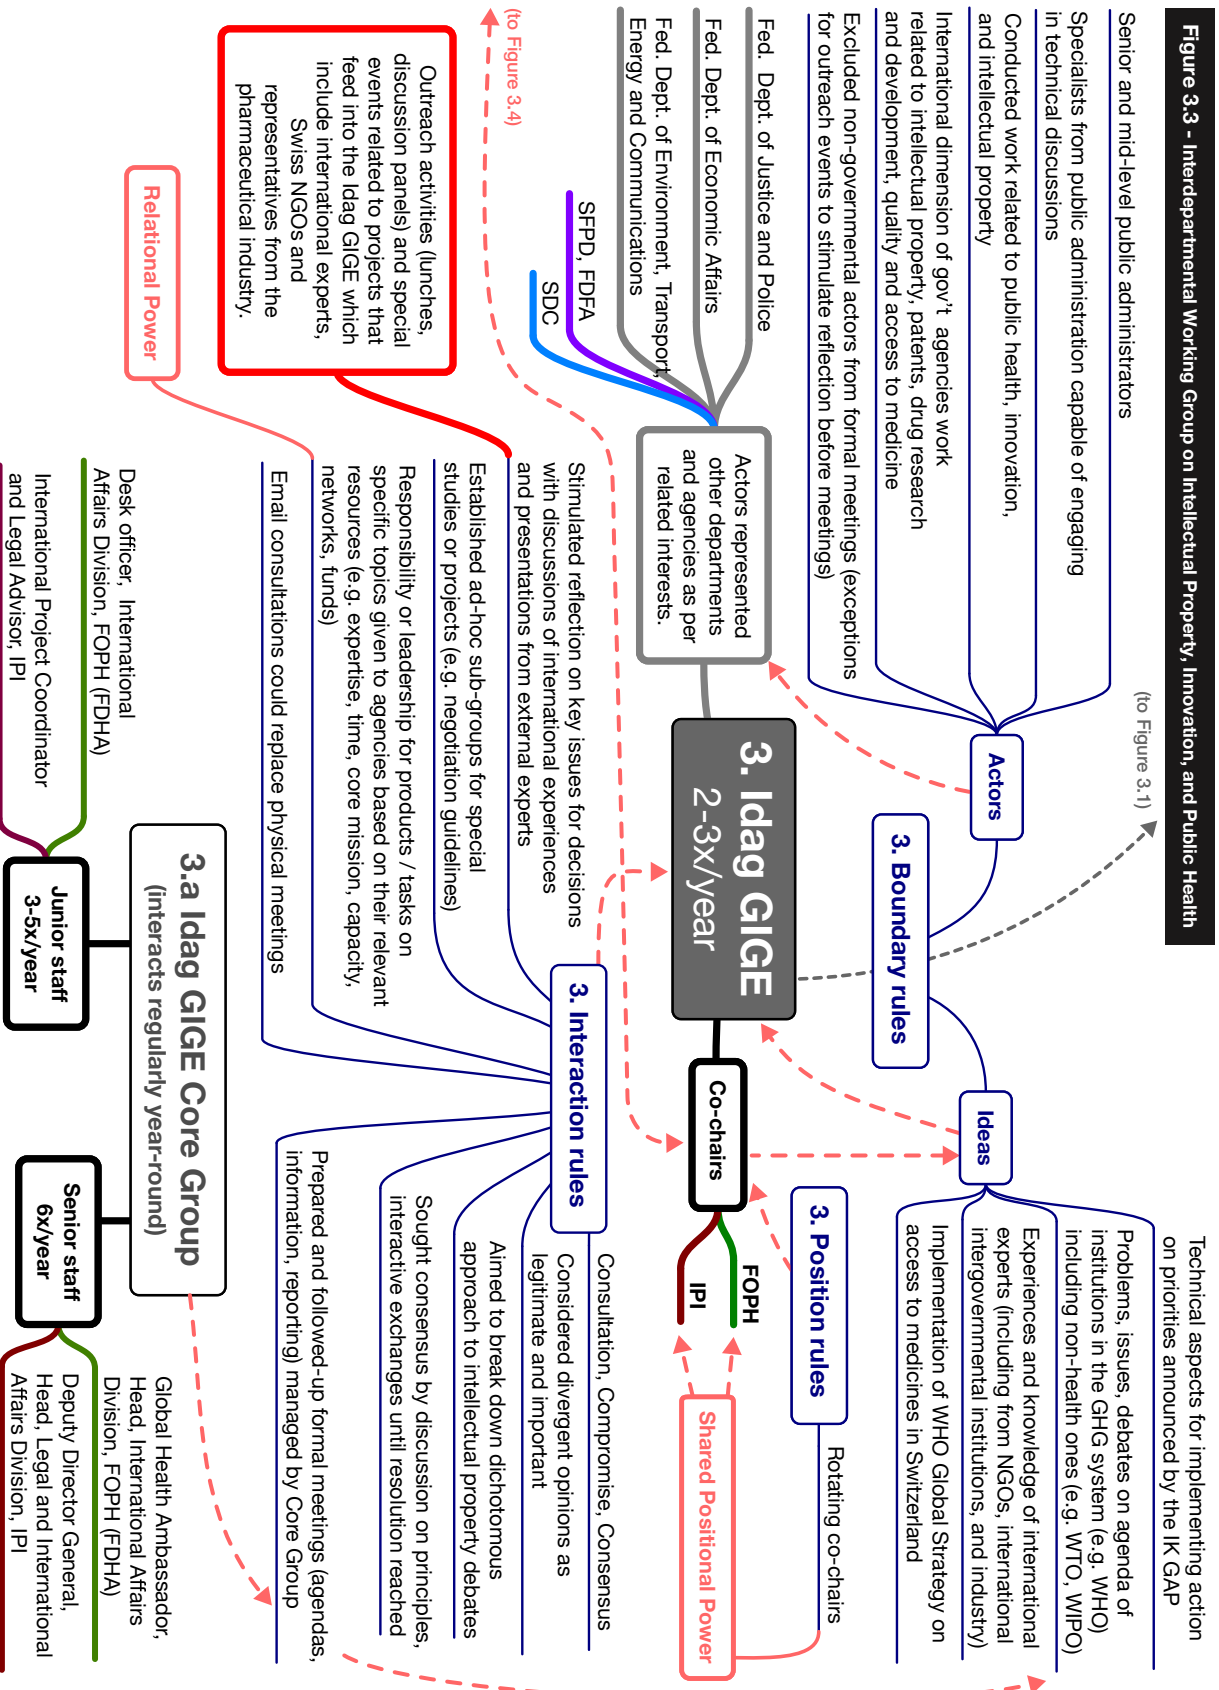 Figure 3.3 - Interdepartmental Working Group on Intellectual Property, Innovation, and Public Health
Senior and mid-level public administrators
Specialists from public administration capable of engaging
in technical discussions
Conducted work related to public health, innovation,
and intellectual property
International dimension of gov't agencies work
related to intellectual property, patents, drug research
and development, quality and access to medicine
Excluded non-governmental actors from formal meetings (exceptions
for outreach events to stimulate reflection before meetings)
Actors
(to Figure 3.1)
3. Boundary rules
Ideas
Technical aspects for implementing action
on priorities announced by the IK GAP
Problems, issues, debates on agenda of
institutions in the GHG system (e.g. WHO)
including non-health ones (e.g. WTO, WIPO)
Experiences and knowledge of international
experts (including from NGOs, international
intergovernmental institutions, and industry)
Implementation of WHO Global Strategy on
access to medicines in Switzerland
Fed. Dept. of Justice and Police
Fed. Dept. of Economic Affairs
Fed. Dept. of Environment, Transport,
Energy and Communications
SFPD, FDFA
SDC
Actors represented
other departments
and agencies as per
related interests.
3. Idag GIGE
2-3x/year
Co-chairs
FOPH
IPI
3. Position rules
Rotating co-chairs
Shared Positional Power
(to Figure 3.4)
Outreach activities (lunches,
discussion panels) and special
events related to projects that
feed into the Idag GIGE which
include international experts,
Swiss NGOs and
representatives from the
pharmaceutical industry.
Relational Power
3. Interaction rules
Stimulated reflection on key issues for decisions
with discussions of international experiences
and presentations from external experts
Established ad-hoc sub-groups for special
studies or projects (e.g. negotiation guidelines)
Responsibility or leadership for products / tasks on
specific topics given to agencies based on their relevant
resources (e.g. expertise, time, core mission, capacity,
networks, funds)
Email consultations could replace physical meetings
Consultation, Compromise, Consensus
Considered divergent opinions as
legitimate and important
Aimed to break down dichotomous
approach to intellectual property debates
Sought consensus by discussion on principles,
interactive exchanges until resolution reached
Prepared and followed-up formal meetings (agendas,
information, reporting) managed by Core Group
3.a Idag GIGE Core Group
(interacts regularly year-round)
Desk officer, International
Affairs Division, FOPH (FDHA)
International Project Coordinator
and Legal Advisor, IPI
Junior staff
3-5x/year
Senior staff
6x/year
Global Health Ambassador,
Head, International Affairs
Division, FOPH (FDHA)
Deputy Director General,
Head, Legal and International
Affairs Division, IPI